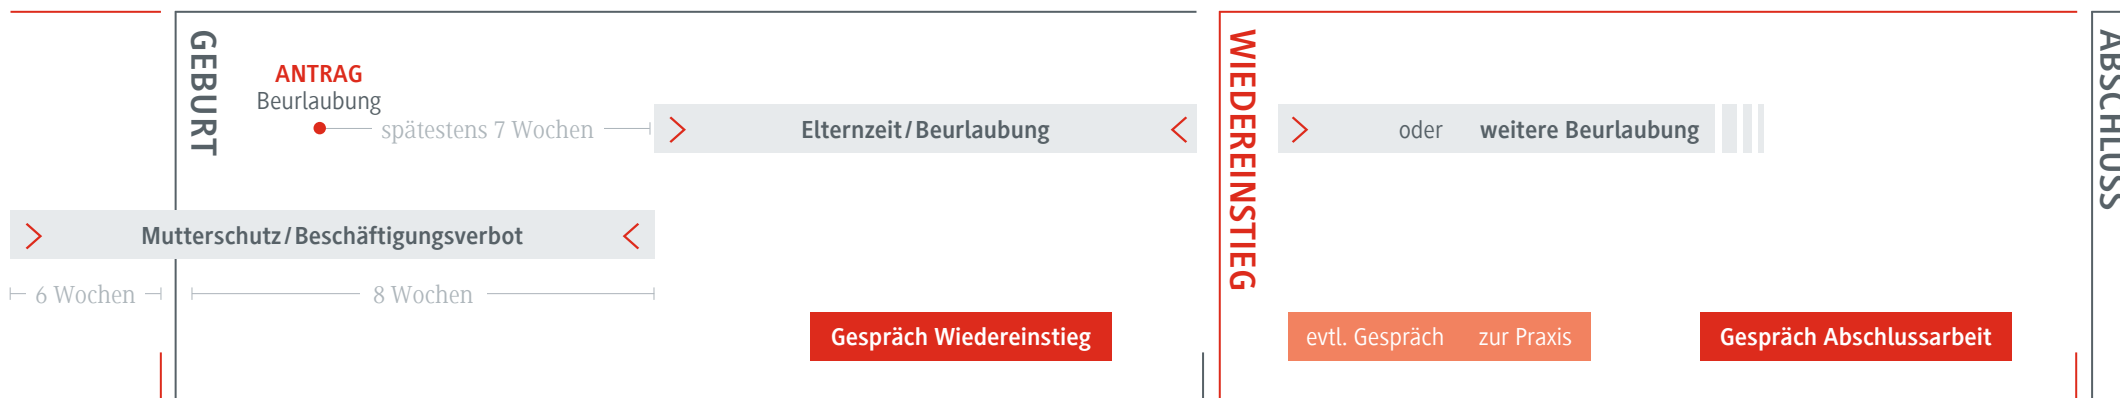 GEBURT
ANTRAG
Beurlaubung
spätestens 7 Wochen
Elternzeit/Beurlaubung
Mutterschutz/Beschäftigungsverbot
6 Wochen
8 Wochen
Gespräch Wiedereinstieg
WIEDEREINSTIEG
oder weitere Beurlaubung
evtl. Gespräch zur Praxis
Gespräch Abschlussarbeit
ABSCHLUSS